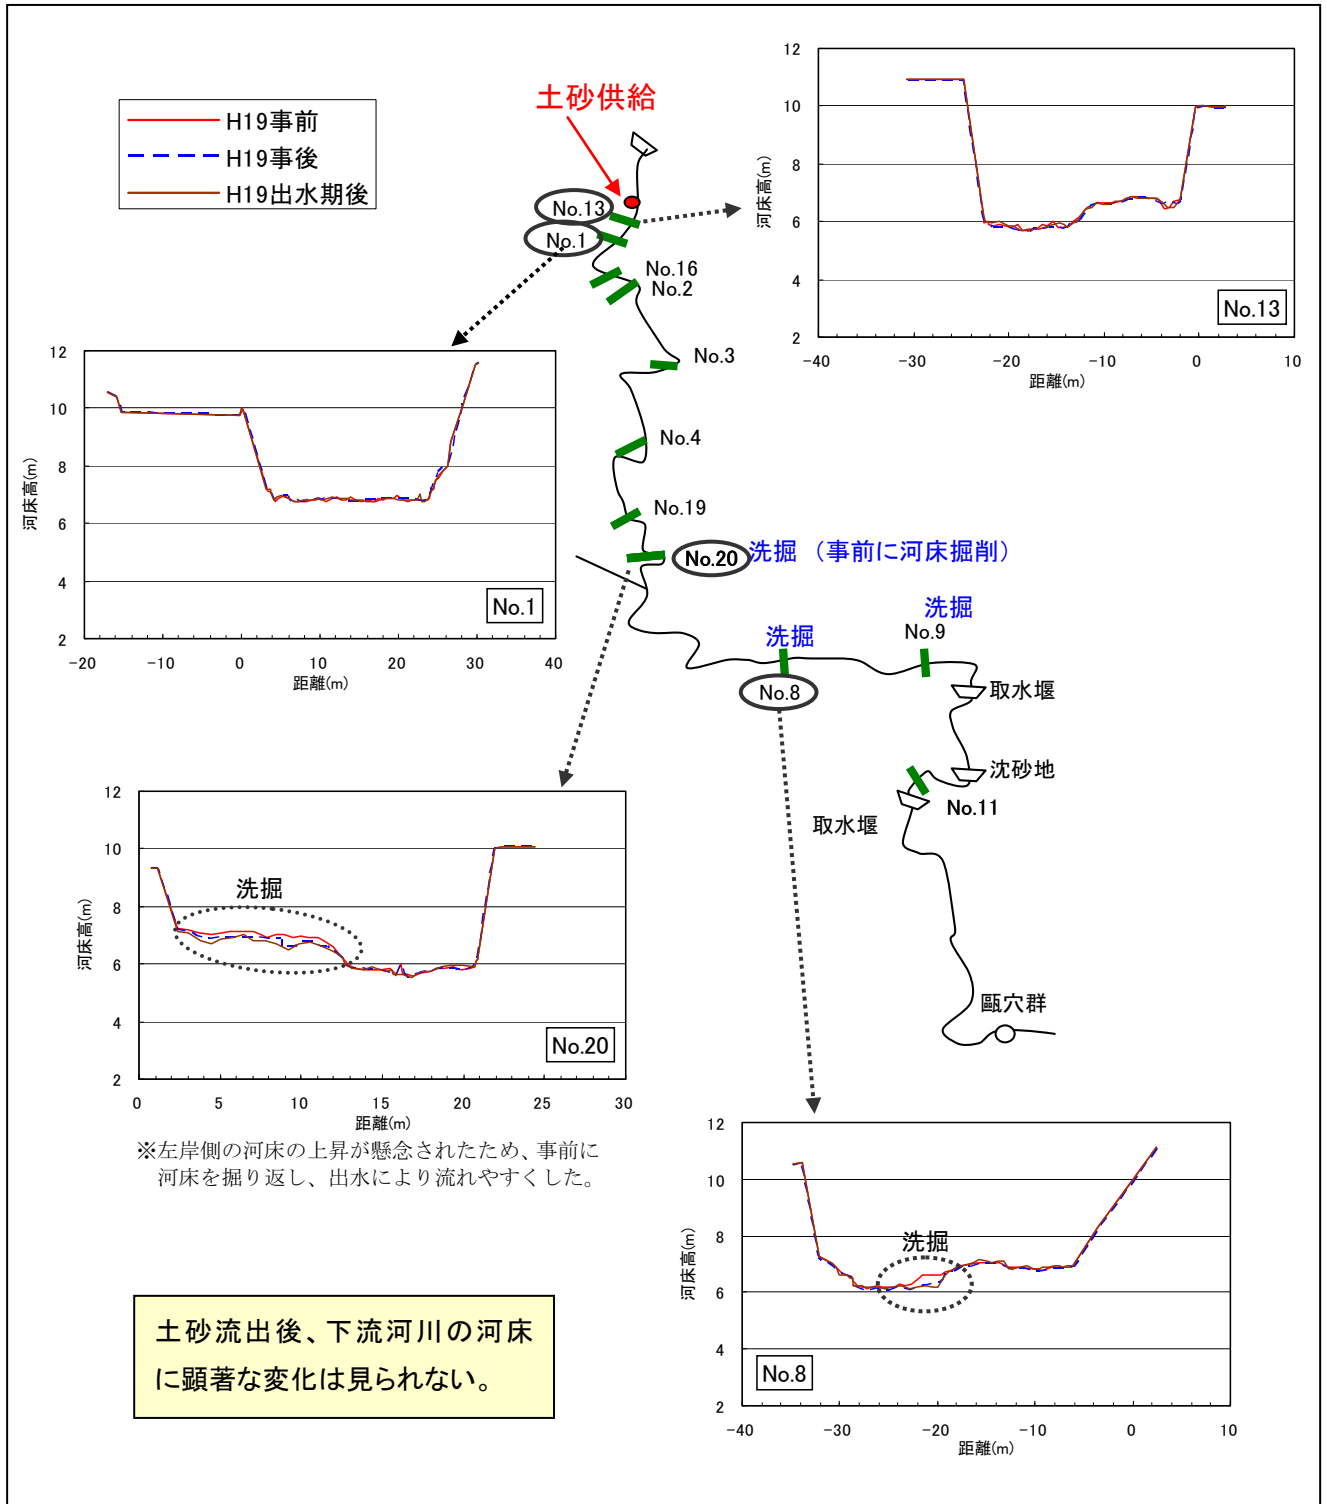 H19事前
H19事後
H19出水期後
土砂供給
No.13
No.1
No.16
No.2
No.3
No.4
No.19
No.20
洗掘 (事前に河床掘削)
洗掘
No.8
洗掘
No.9
取水堰
沈砂地
No.11
取水堰
甌穴群
12
10
8
6
4
2
河床高(m)
-40
-30
-20
-10
0
10
距離(m)
No.13
12
10
8
6
4
2
河床高(m)
-20
-10
0
10
20
30
40
距離(m)
No.1
12
10
8
6
4
2
河床高(m)
洗掘
0
5
10
15
20
25
30
距離(m)
No.20
※左岸側の河床の上昇が懸念されたため、事前に
河床を掘り返し、出水により流れやすくした。
12
10
8
6
4
2
河床高(m)
洗掘
-40
-30
-20
-10
0
10
距離(m)
No.8
土砂流出後、下流河川の河床
に顕著な変化は見られない。